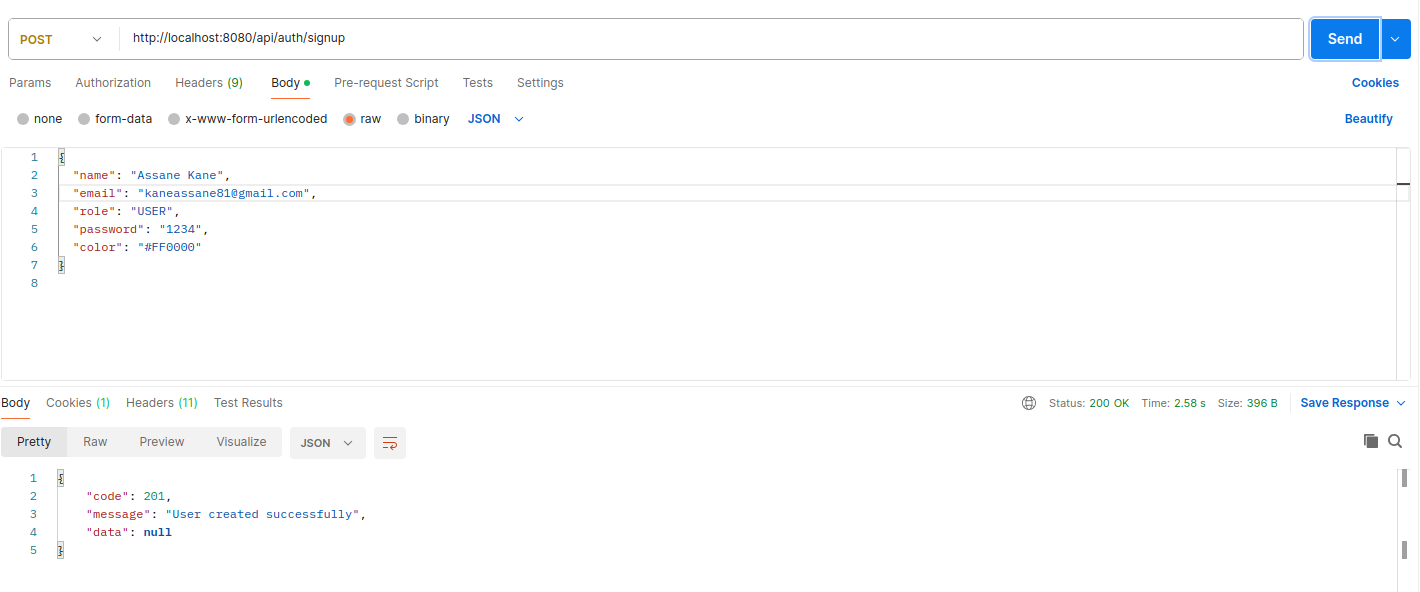 POST http://localhost:8080/api/auth/signup Send
Params Authorization Headers (9) Body Pre-request Script Tests Settings Cookies
none form-data x-www-form-urlencoded raw binary JSON Beautify
1 {
2 "name": "Assane Kane",
3 "email": "kaneassane81@gmail.com",
4 "role": "USER",
5 "password": "1234",
6 "color": "#FF0000"
7 }
8
Body Cookies (1) Headers (11) Test Results Status: 200 OK Time: 2.58 s Size: 396 B Save Response
Pretty Raw Preview Visualize JSON
1 {
2 "code": 201,
3 "message": "User created successfully",
4 "data": null
5 }